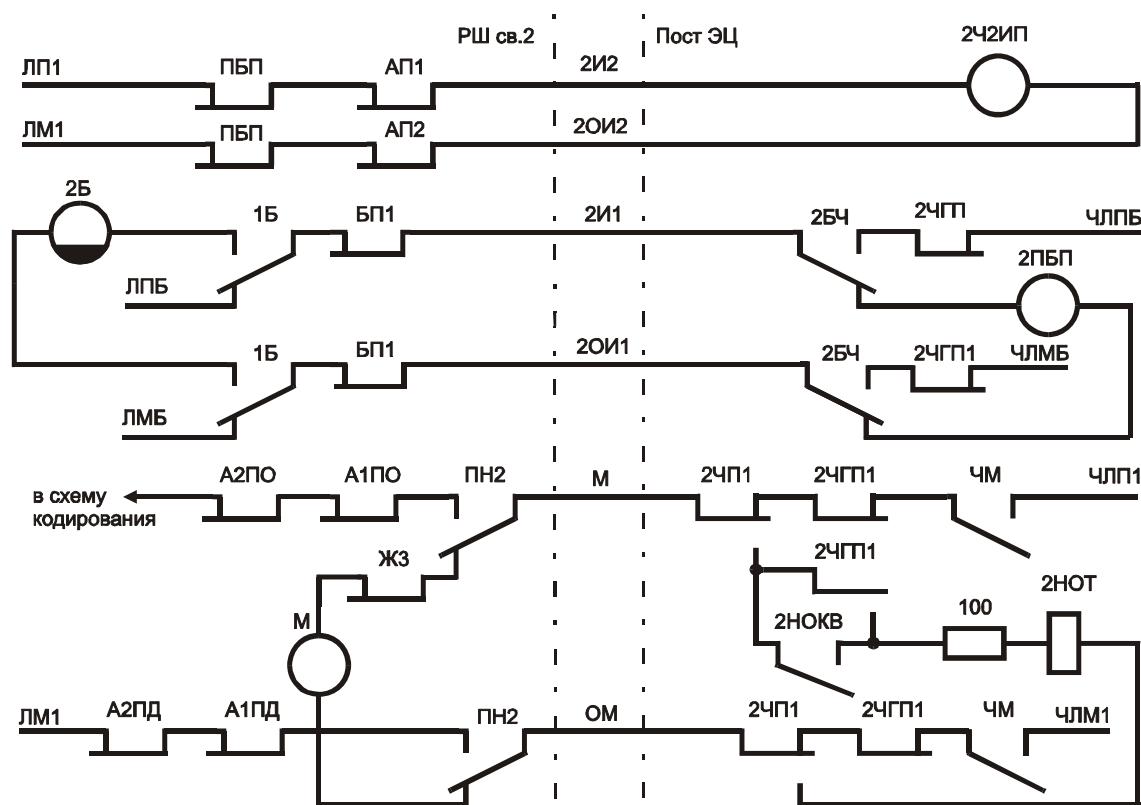 РШ св.2 Пост ЭЦ 2Ч2ИП
ЛП1 ПБП АП1 2И2
ЛМ1 ПБП АП2 2ОИ2
2Б 1Б БП1 2И1 2БЧ 2ЧГП ЧЛПБ
ЛПБ 2ПБП
1Б БП1 2ОИ1 2БЧ 2ЧГП1 ЧЛМБ
ЛМБ
А2ПО А1ПО ПН2 М 2ЧП1 2ЧГП1 ЧМ ЧЛП1
в схему
кодирования
Ж3 2ЧГП1
М 2НОКВ 100 2НОТ
ЛМ1 А2ПД А1ПД ПН2 ОМ 2ЧП1 2ЧГП1 ЧМ ЧЛМ1